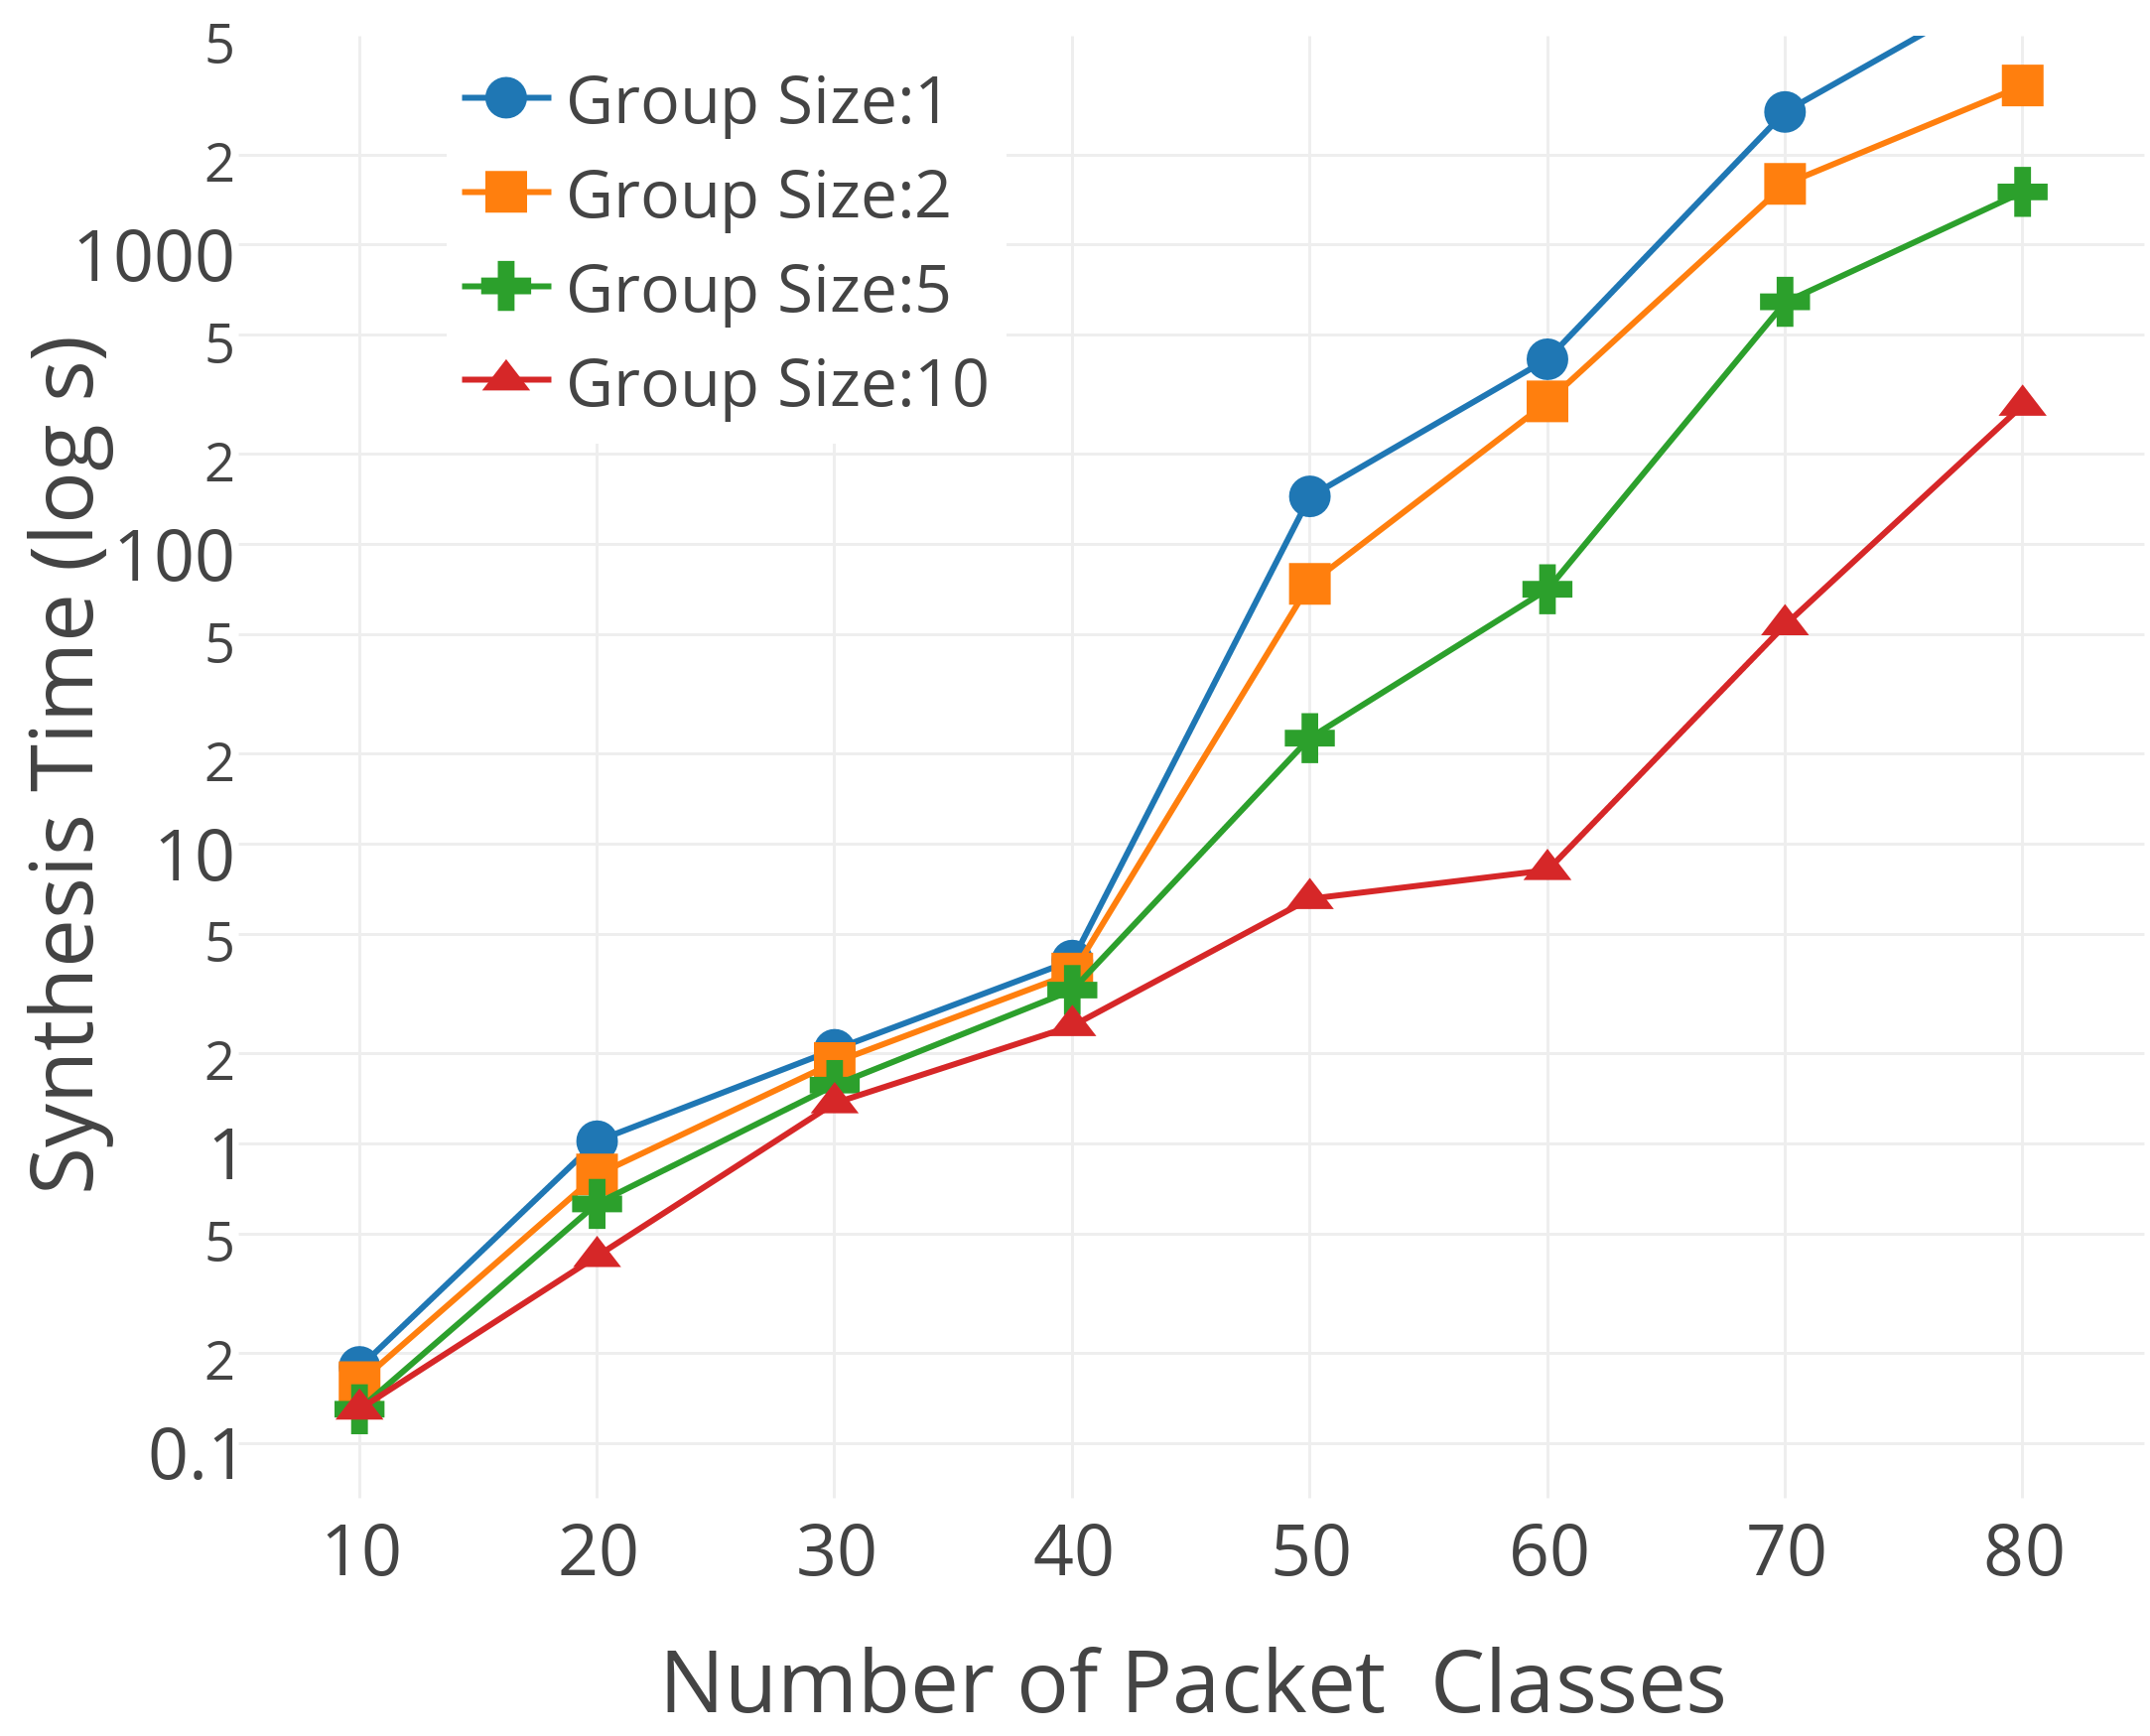 5
2
1000
5
2
100
5
2
10
5
2
1
5
2
0.1
Synthesis Time (log s)
Group Size:1
Group Size:2
Group Size:5
Group Size:10
10 20 30 40 50 60 70 80
Number of Packet Classes